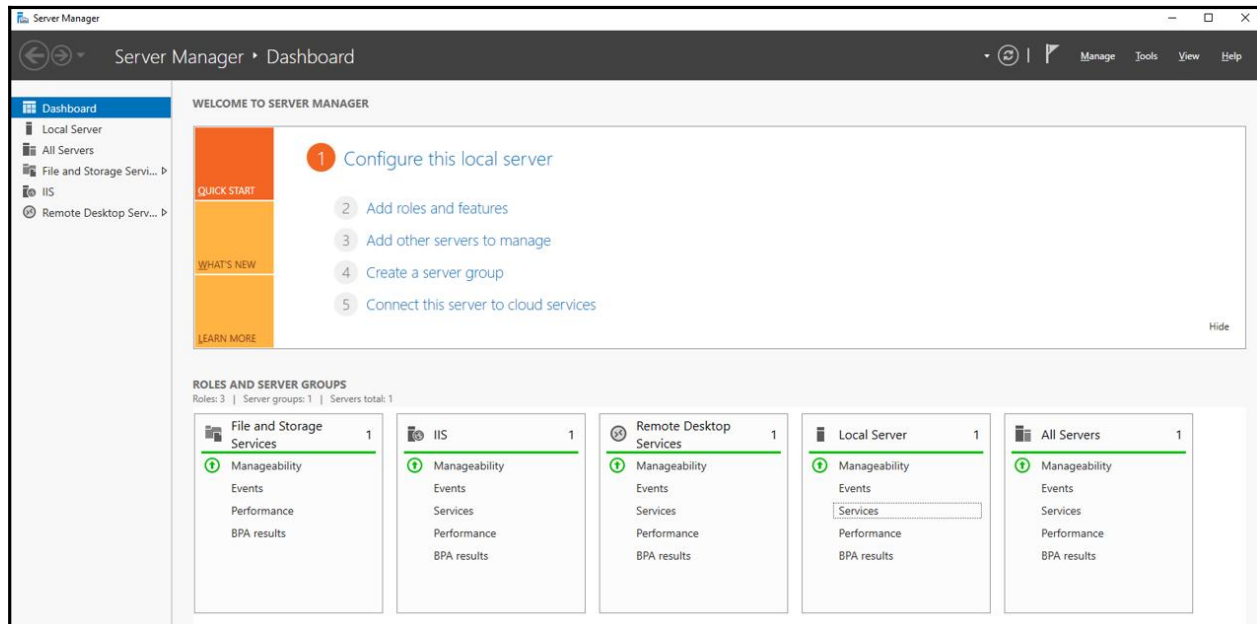 Server Manager
Server Manager ‣ Dashboard
Manage Tools View Help
Dashboard
Local Server
All Servers
File and Storage Servi...
IIS
Remote Desktop Serv...
WELCOME TO SERVER MANAGER
QUICK START
WHAT'S NEW
LEARN MORE
1 Configure this local server
2 Add roles and features
3 Add other servers to manage
4 Create a server group
5 Connect this server to cloud services
Hide
ROLES AND SERVER GROUPS
Roles: 3 | Server groups: 1 | Servers total: 1
File and Storage
Services
1
Manageability
Events
Performance
BPA results
IIS 1
Manageability
Events
Services
Performance
BPA results
Remote Desktop
Services
1
Manageability
Events
Services
Performance
BPA results
Local Server 1
Manageability
Events
Services
Performance
BPA results
All Servers 1
Manageability
Events
Services
Performance
BPA results